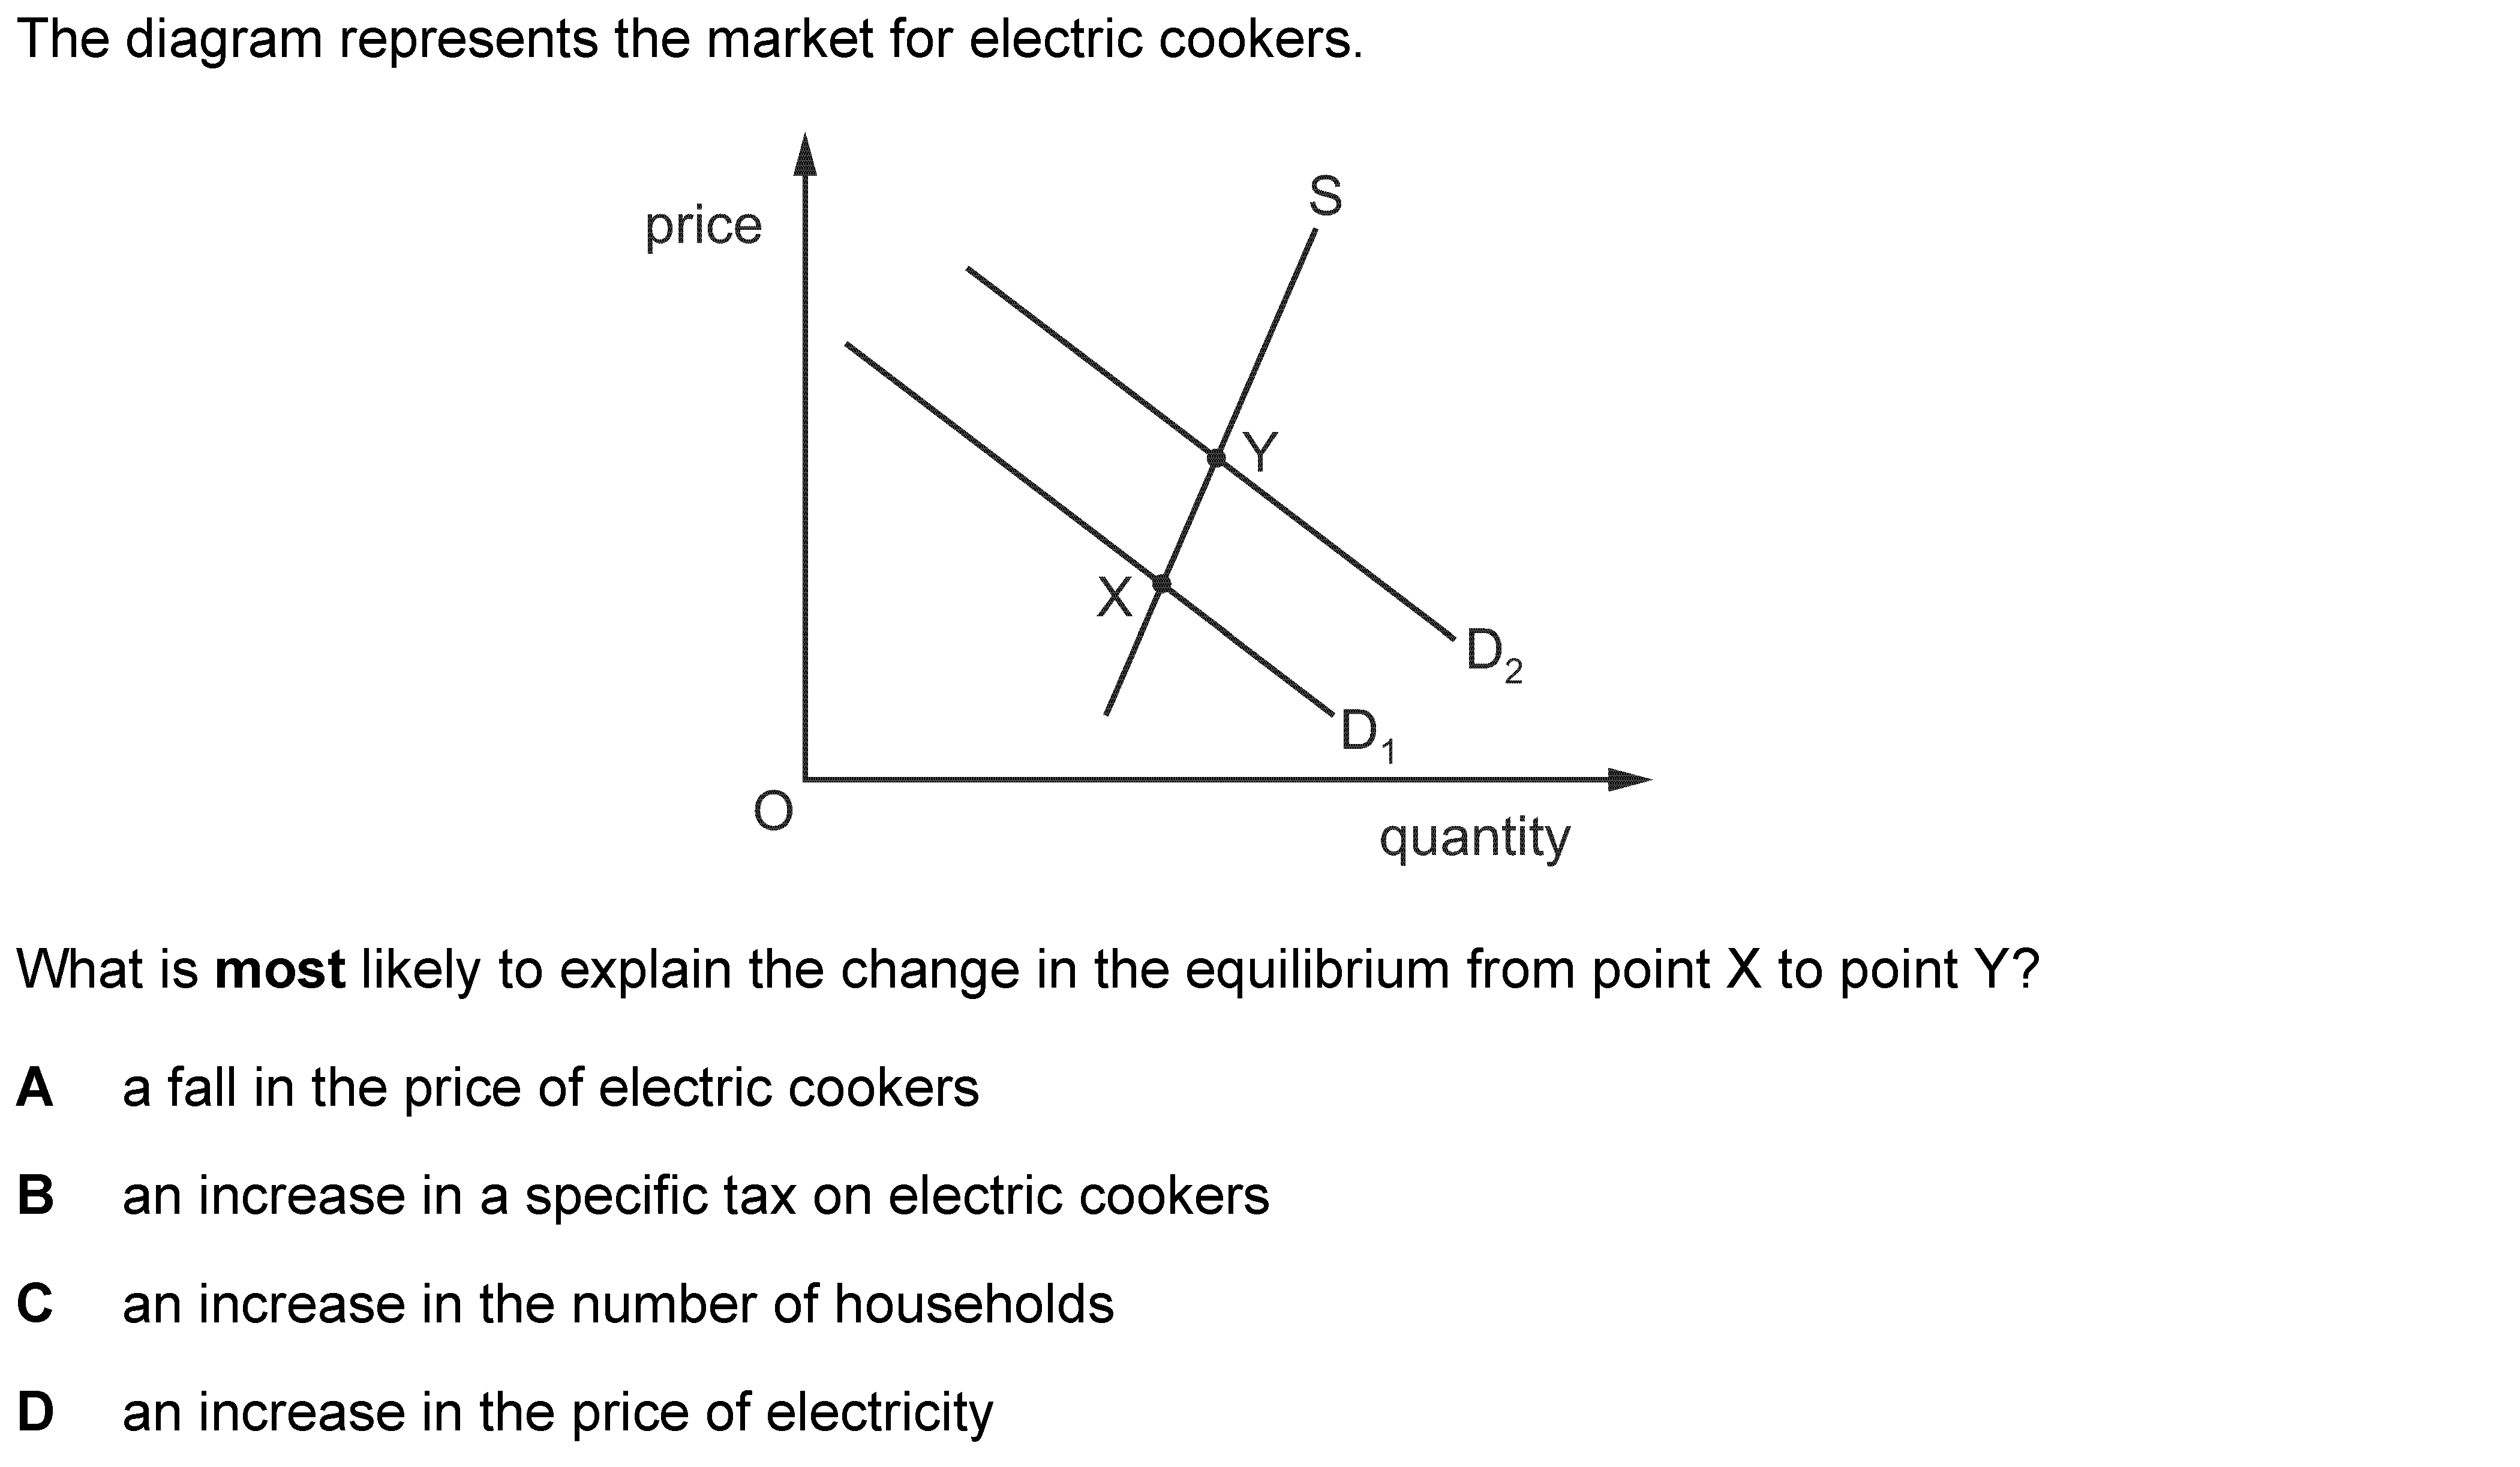 The diagram represents the market for electric cookers.
price
S
Y
X
D2
D1
O
quantity
What is most likely to explain the change in the equilibrium from point X to point Y?
A a fall in the price of electric cookers
B an increase in a specific tax on electric cookers
C an increase in the number of households
D an increase in the price of electricity